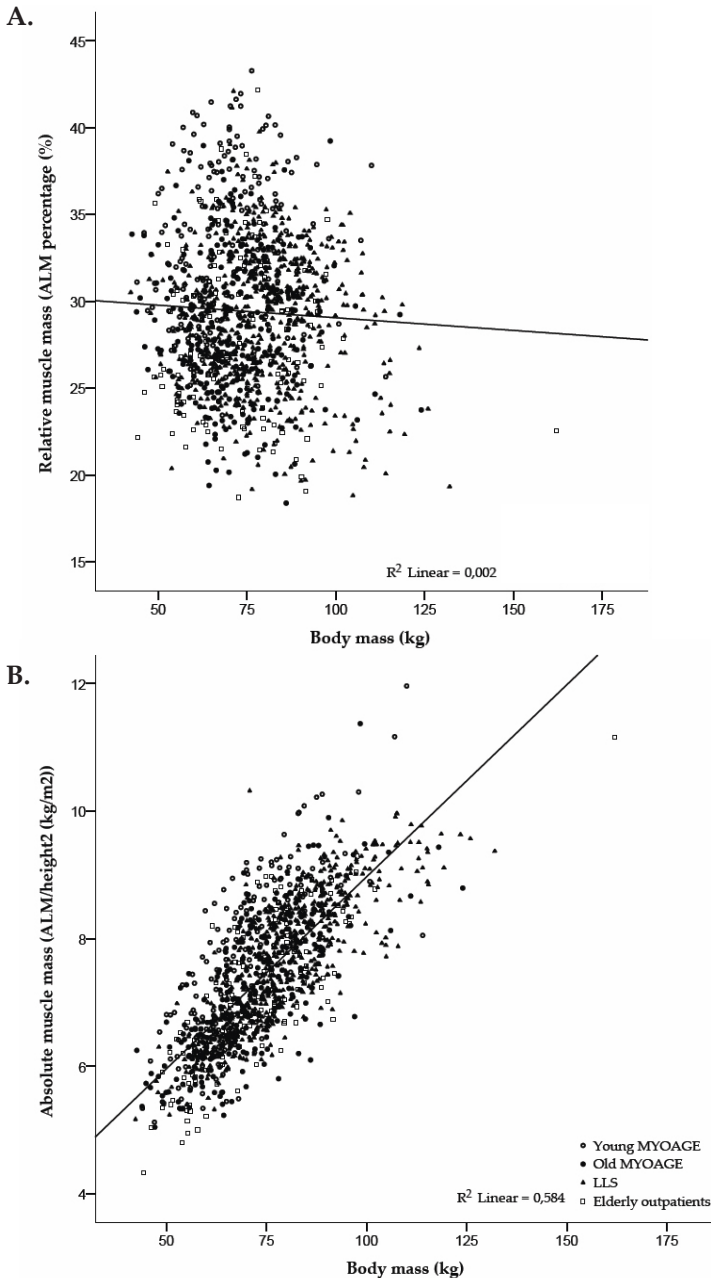 A.
Relative muscle mass (ALM percentage (%)
45
40
35
30
25
20
15
R² Linear = 0,002
50 75 100 125 150 175
Body mass (kg)
B.
Absolute muscle mass (ALM/height2 (kg/m2))
12
10
8
6
4
Young MYOAGE
Old MYOAGE
LLS
Elderly outpatients
R² Linear = 0,584
50 75 100 125 150 175
Body mass (kg)